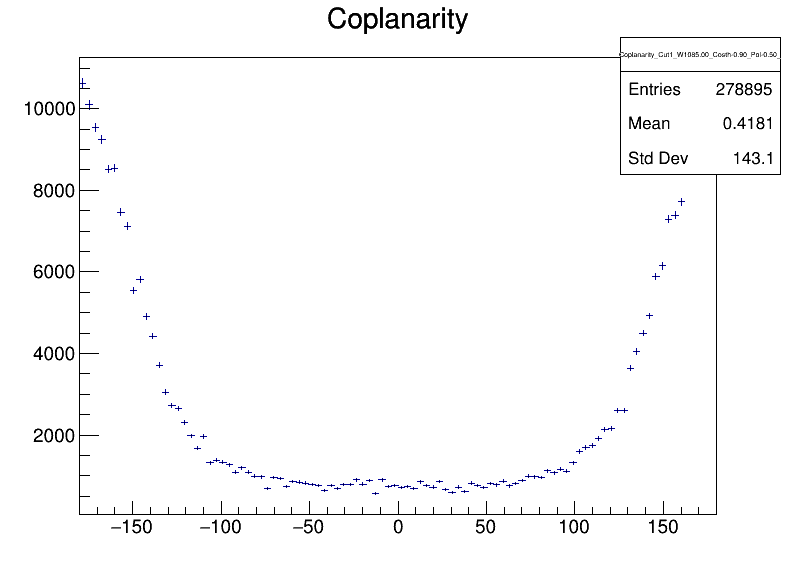 Coplanarity
Coplanarity_Cut1_W1085.00_Costh-0.90_Pol-0.50_
Entries 278895
Mean 0.4181
Std Dev 143.1
10000
8000
6000
4000
2000
−150 −100 −50 0 50 100 150